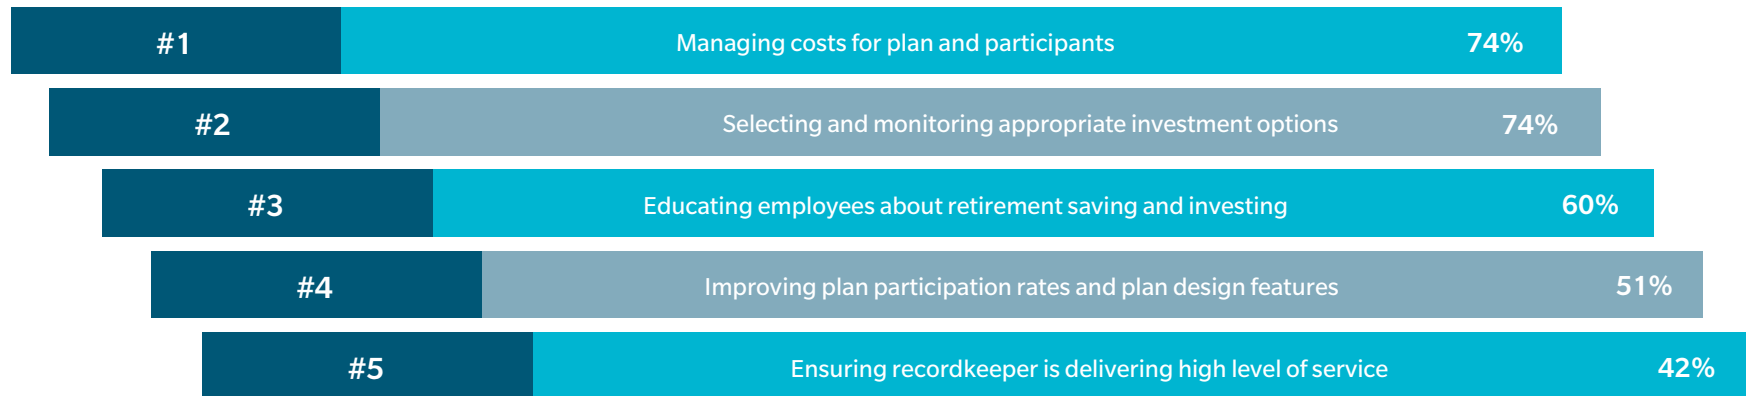 #1 Managing costs for plan and participants 74%
#2 Selecting and monitoring appropriate investment options 74%
#3 Educating employees about retirement saving and investing 60%
#4 Improving plan participation rates and plan design features 51%
#5 Ensuring recordkeeper is delivering high level of service 42%